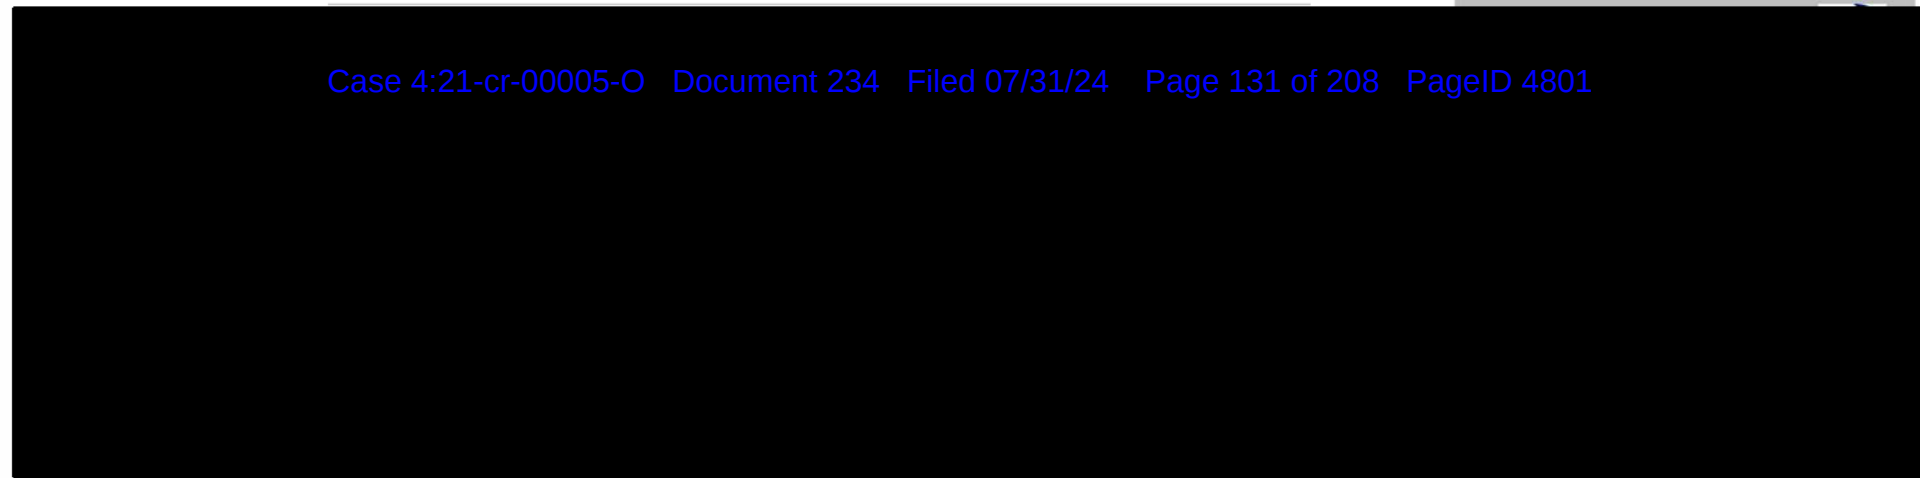 Case 4:21-cr-00005-O Document 234 Filed 07/31/24 Page 131 of 208 PageID 4801